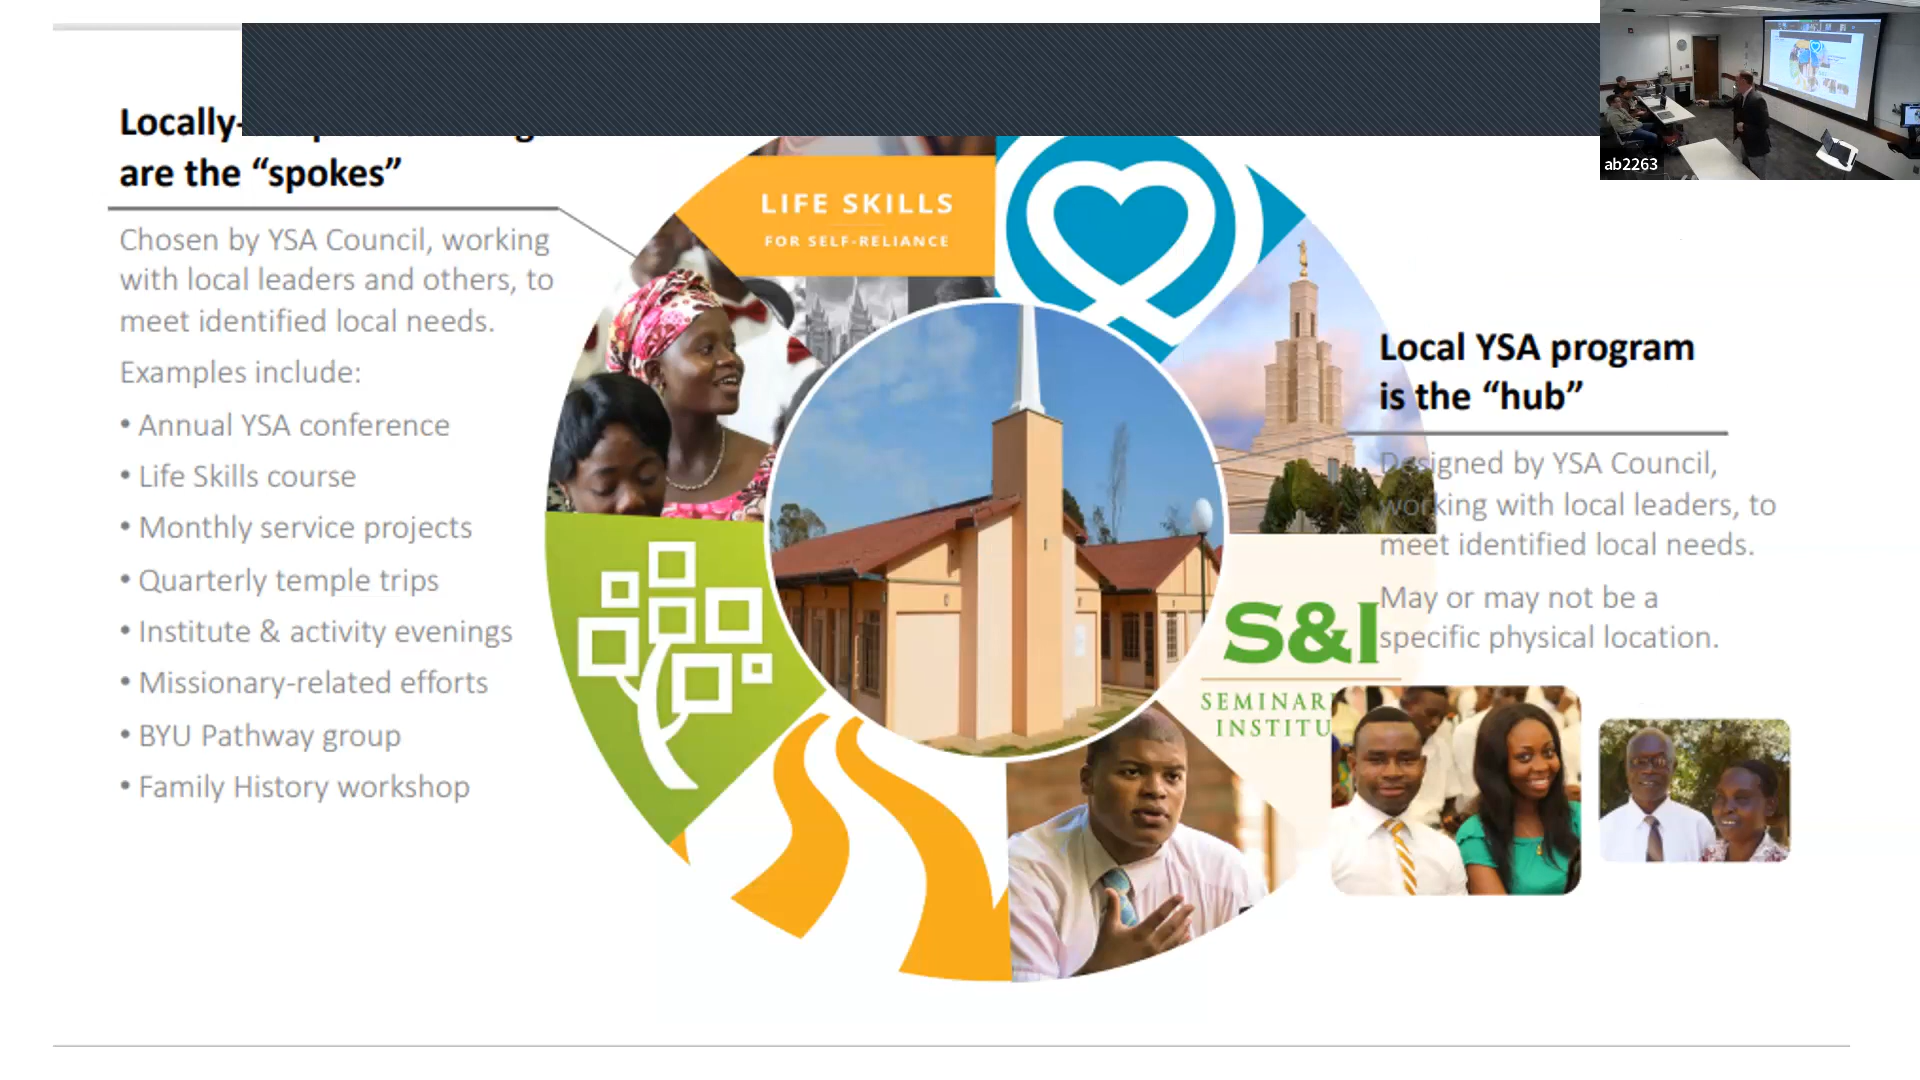 Locally-
are the “spokes”
Chosen by YSA Council, working
with local leaders and others, to
meet identified local needs.
Examples include:
• Annual YSA conference
• Life Skills course
• Monthly service projects
• Quarterly temple trips
• Institute & activity evenings
• Missionary-related efforts
• BYU Pathway group
• Family History workshop
LIFE SKILLS
FOR SELF-RELIANCE
Local YSA program
is the “hub”
Designed by YSA Council,
working with local leaders, to
meet identified local needs.
May or may not be a
specific physical location.
S&I
SEMINAR
INSTITU
ab2263